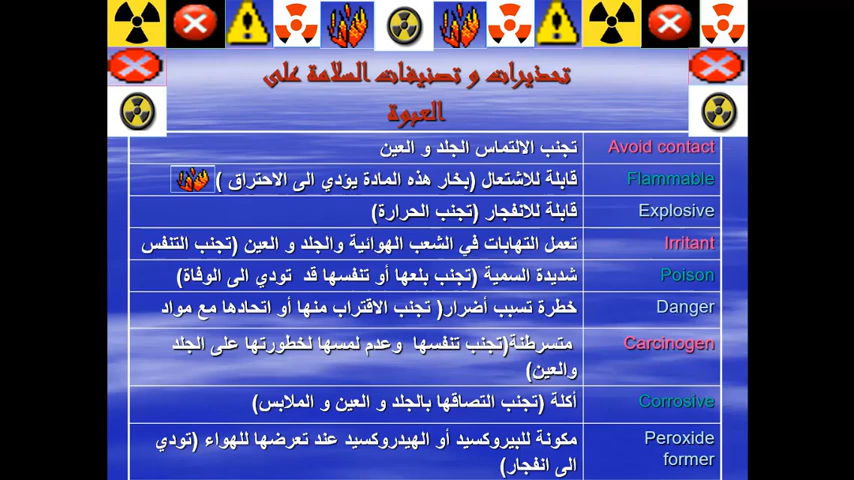 تحذيرات و تصنيفات السلامة على
العبوة
Avoid contact تجنب الالتماس الجلد و العين
Flammable قابلة للاشتعال (بخار هذه المادة يؤدي الى الاحتراق )
Explosive قابلة للانفجار (تجنب الحرارة)
Irritant تعمل التهابات في الشعب الهوائية والجلد و العين (تجنب التنفس
Poison شديدة السمية (تجنب بلعها أو تنفسها قد تودي الى الوفاة)
Danger خطرة تسبب أضرار( تجنب الاقتراب منها أو اتحادها مع مواد
Carcinogen متسرطنة(تجنب تنفسها وعدم لمسها لخطورتها على الجلد
والعين)
Corrosive أكلة (تجنب التصاقها بالجلد و العين و الملابس)
Peroxide مكونة للبيروكسيد أو الهيدروكسيد عند تعرضها للهواء (تودي
former الى انفجار)